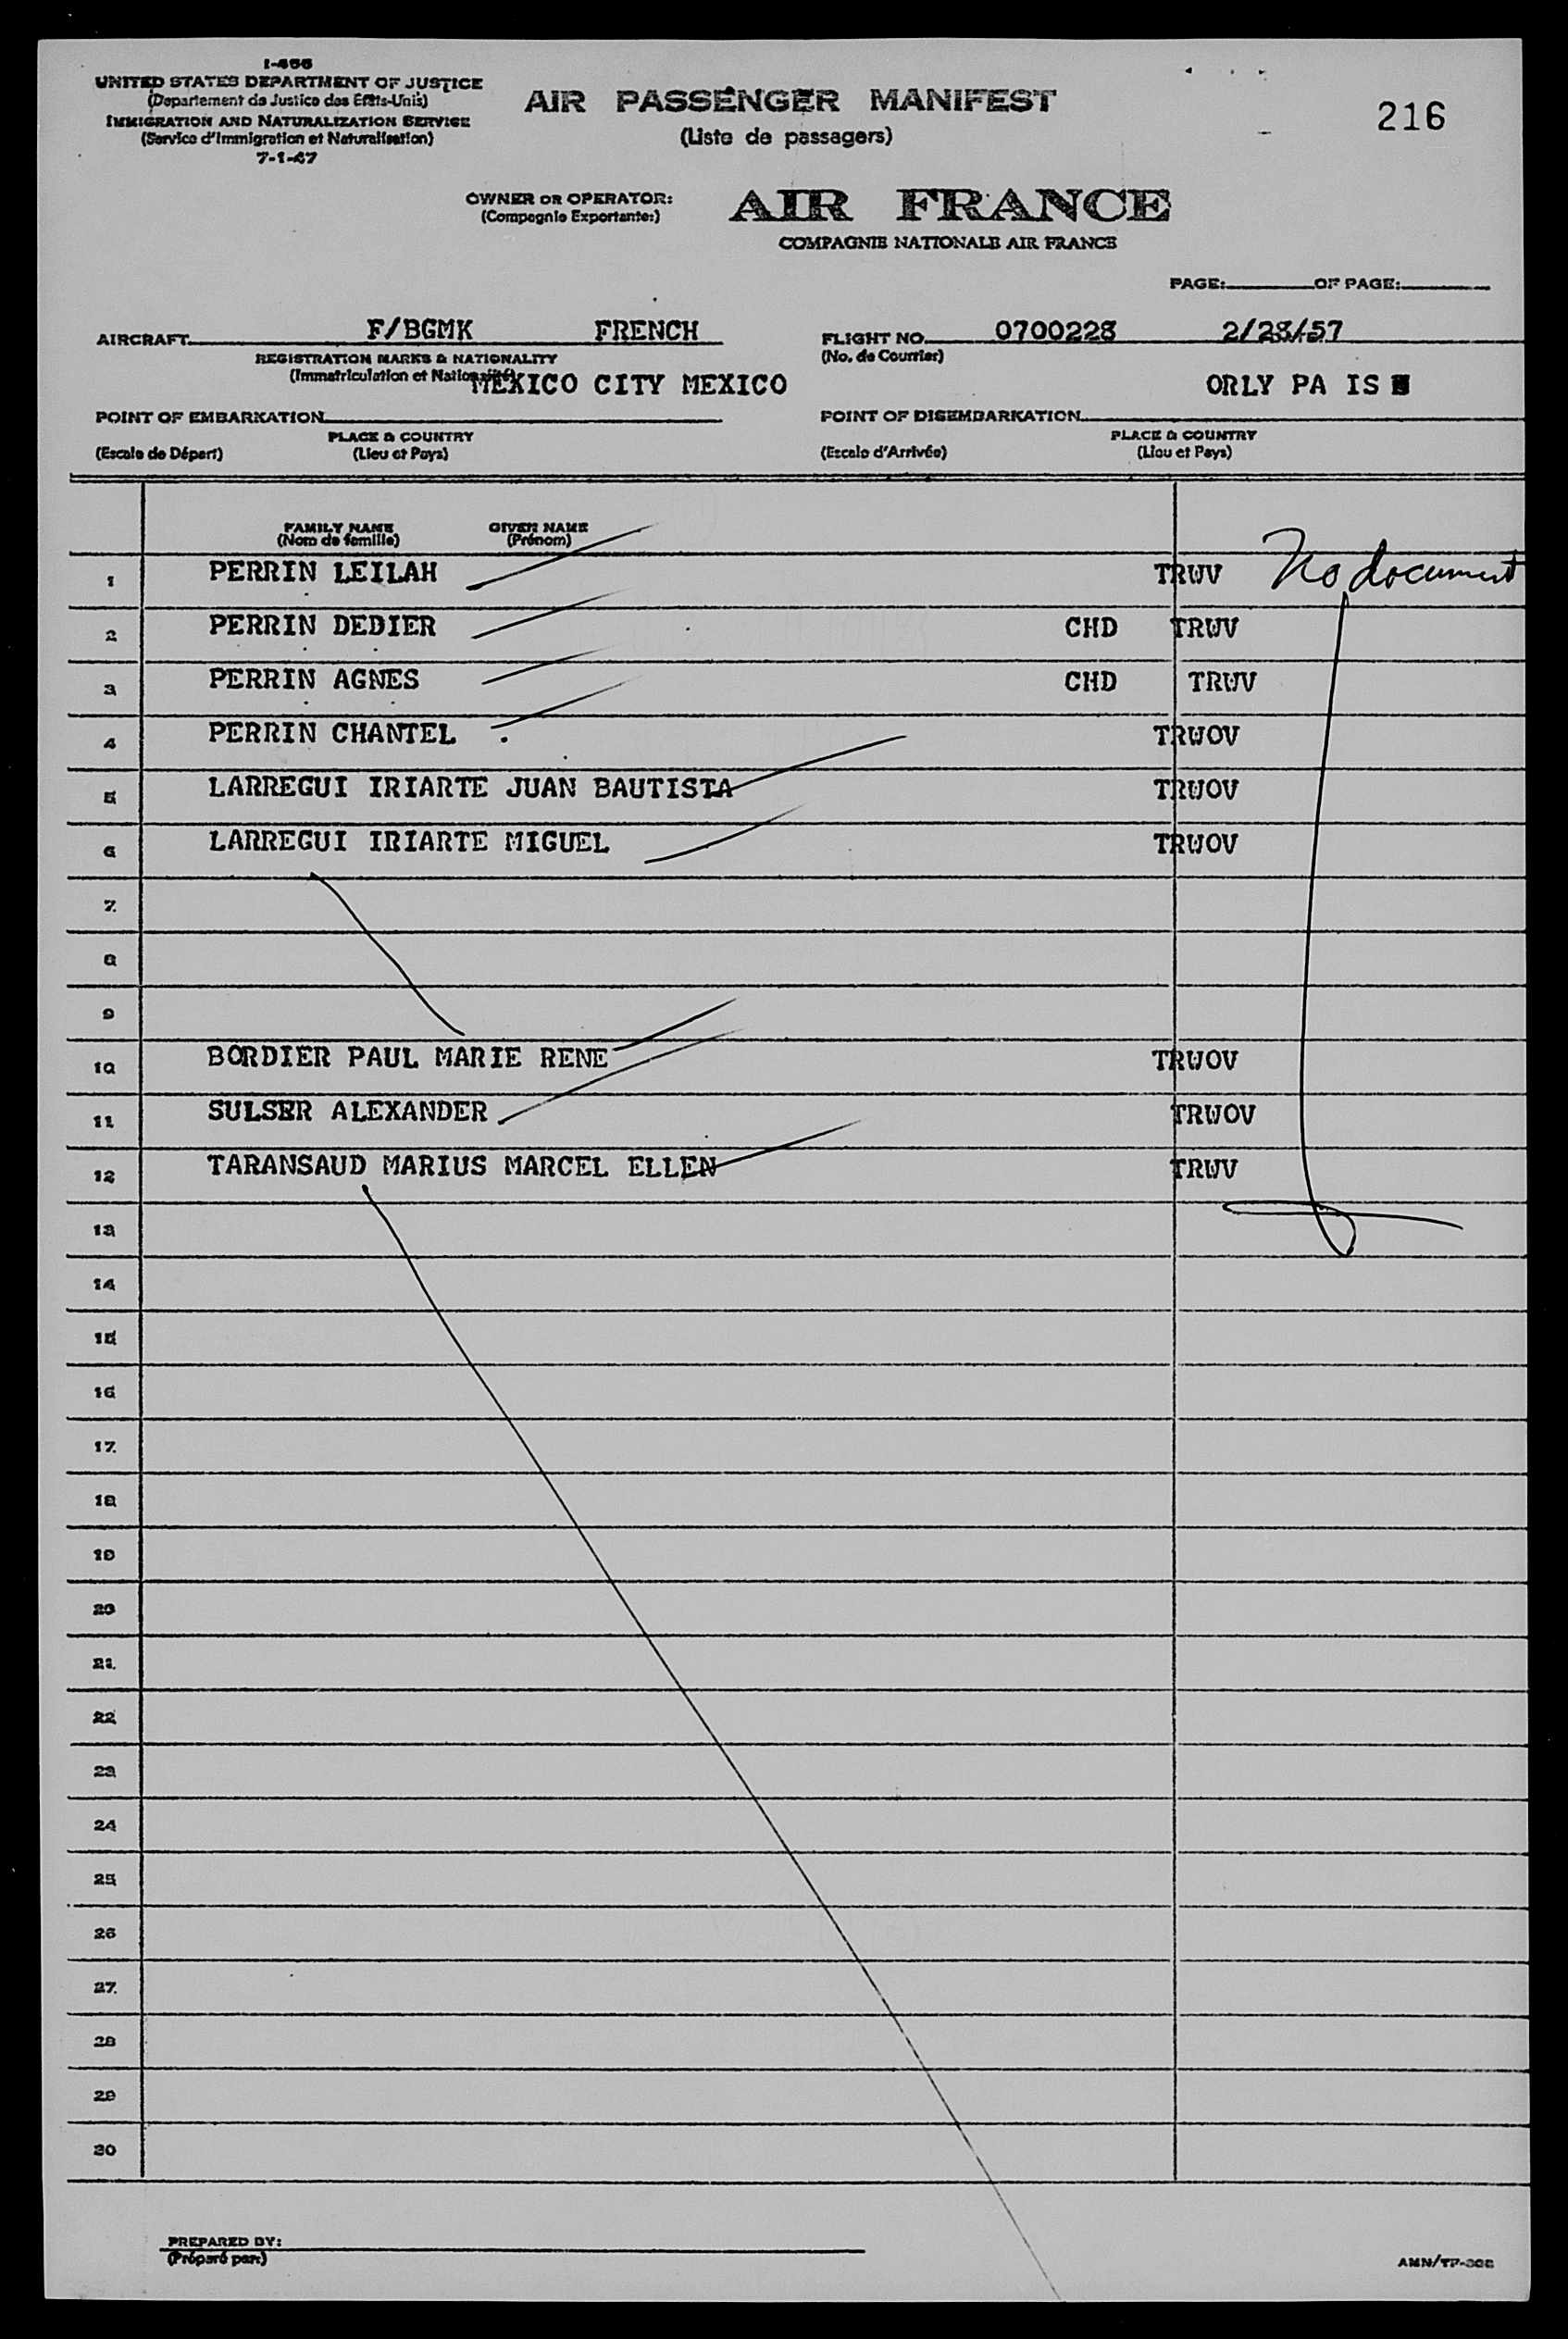 I-466
UNITED STATES DEPARTMENT OF JUSTICE
(Departement de Justice des Etats-Unis)
IMMIGRATION AND NATURALIZATION SERVICE
(Service d'Immigration et Naturalisation)
7-1-47
AIR PASSENGER MANIFEST
(Liste de passagers)
216
OWNER OR OPERATOR: AIR FRANCE
(Compagnie Exportante:)
COMPAGNIE NATIONALE AIR FRANCE
PAGE: OF PAGE:
AIRCRAFT F/BGMK FRENCH FLIGHT NO. 0700228 2/28/57
REGISTRATION MARKS & NATIONALITY (No. de Courrier)
(Immatriculation et Nationalité)
MEXICO CITY MEXICO ORLY PA IS
POINT OF EMBARKATION POINT OF DISEMBARKATION
PLACE & COUNTRY PLACE & COUNTRY
(Escale de Départ) (Lieu et Pays) (Escale d'Arrivée) (Lieu et Pays)
FAMILY NAME GIVEN NAME
(Nom de famille) (Prénom)
1 PERRIN LEILAH TRWV No document
2 PERRIN DEDIER CHD TRWV
3 PERRIN AGNES CHD TRWV
4 PERRIN CHANTEL TRWOV
5 LARREGUI IRIARTE JUAN BAUTISTA TRWOV
6 LARREGUI IRIARTE MIGUEL TRWOV
7
8
9
10 BORDIER PAUL MARIE RENE TRWOV
11 SULSER ALEXANDER TRWOV
12 TARANSAUD MARIUS MARCEL ELLEN TRWV
13
14
15
16
17
18
19
20
21
22
23
24
25
26
27
28
29
30
PREPARED BY:
(Préparé par:)